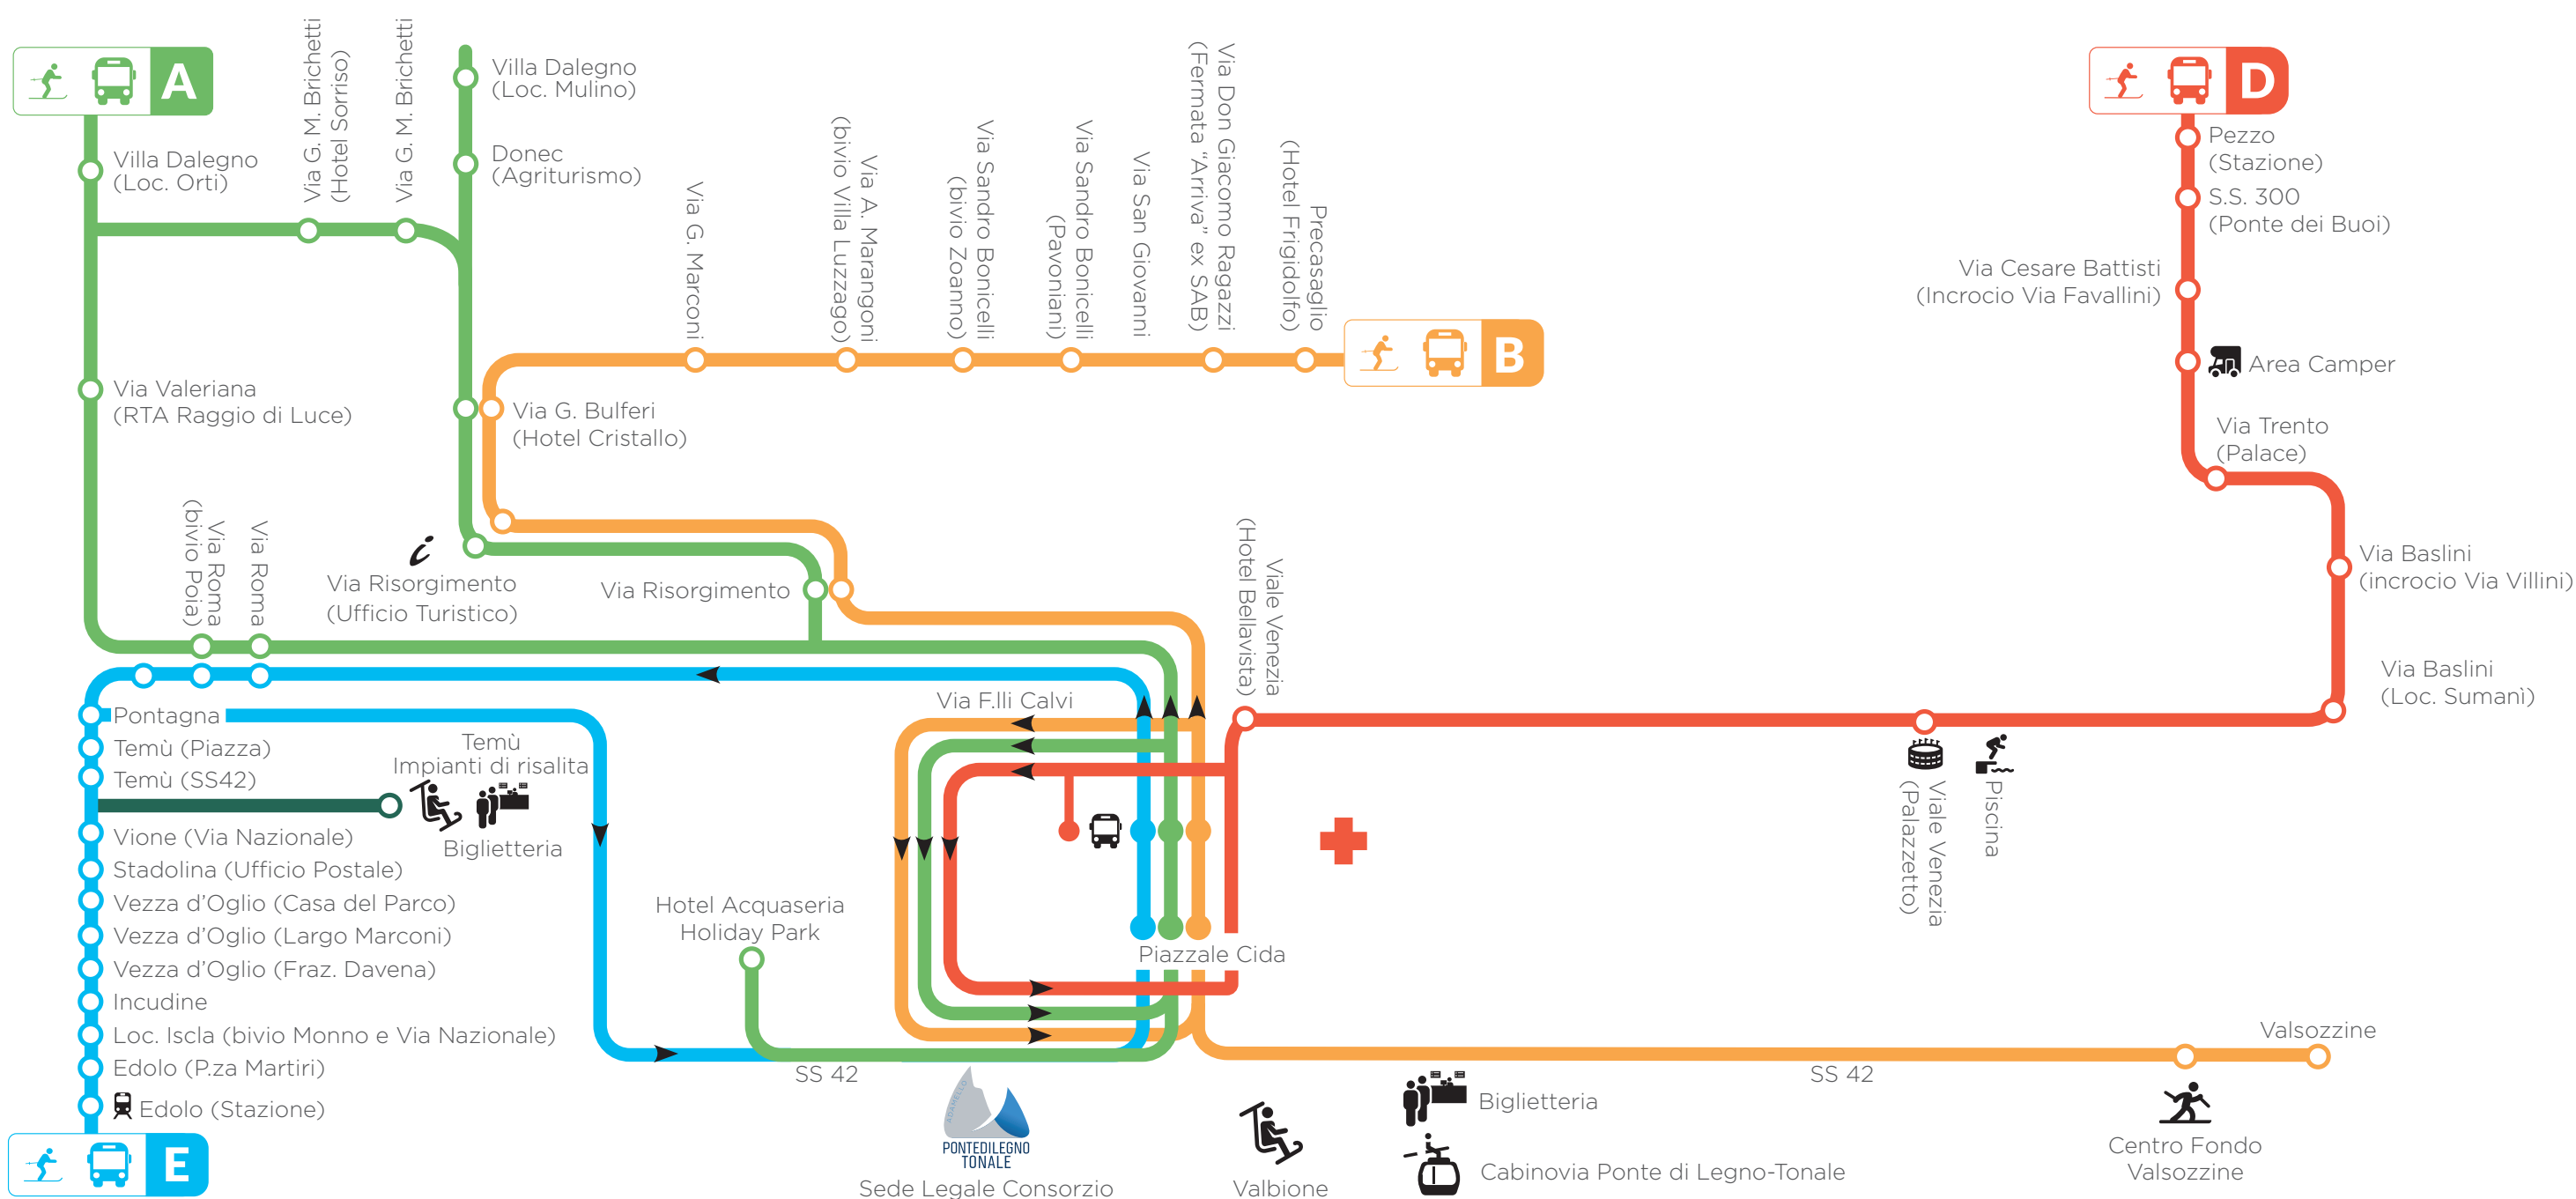 A
Villa Dalegno
(Loc. Orti)
Via G. M. Brichetti
(Hotel Sorriso)
Via G. M. Brichetti
Villa Dalegno
(Loc. Mulino)
Donec
(Agriturismo)
Via Valeriana
(RTA Raggio di Luce)
Via G. Bulferi
(Hotel Cristallo)
Via G. Marconi
Via A. Marangoni
(bivio Villa Luzzago)
Via Sandro Bonicelli
(bivio Zoanno)
Via Sandro Bonicelli
(Pavoniani)
Via San Giovanni
Via Don Giacomo Ragazzi
(Fermata “Arriva” ex SAB)
Precasaglio
(Hotel Frigidolfo)
B
D
Pezzo
(Stazione)
S.S. 300
(Ponte dei Buoi)
Via Cesare Battisti
(Incrocio Via Favallini)
Area Camper
Via Trento
(Palace)
Via Baslini
(incrocio Via Villini)
Via Baslini
(Loc. Sumanì)
Via Roma
(bivio Poia)
Via Roma
i
Via Risorgimento
(Ufficio Turistico)
Via Risorgimento
Viale Venezia
(Hotel Bellavista)
Via F.lli Calvi
Viale Venezia
(Palazzetto)
Piscina
Pontagna
Temù (Piazza)
Temù (SS42)
Temù
Impianti di risalita
Biglietteria
Vione (Via Nazionale)
Stadolina (Ufficio Postale)
Vezza d’Oglio (Casa del Parco)
Vezza d’Oglio (Largo Marconi)
Vezza d’Oglio (Fraz. Davena)
Incudine
Loc. Iscla (bivio Monno e Via Nazionale)
Edolo (P.za Martiri)
Edolo (Stazione)
E
Hotel Acquaseria
Holiday Park
Piazzale Cida
SS 42
SS 42
Valsozzine
ADAMELLO
PONTEDILEGNO
TONALE
Sede Legale Consorzio
Valbione
Biglietteria
Cabinovia Ponte di Legno-Tonale
Centro Fondo
Valsozzine